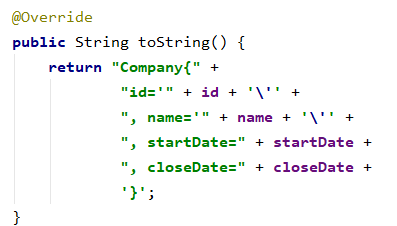 @Override
public String toString() {
    return "Company{" +
            "id='" + id + '\'' +
            ", name='" + name + '\'' +
            ", startDate=" + startDate +
            ", closeDate=" + closeDate +
            '}';
}